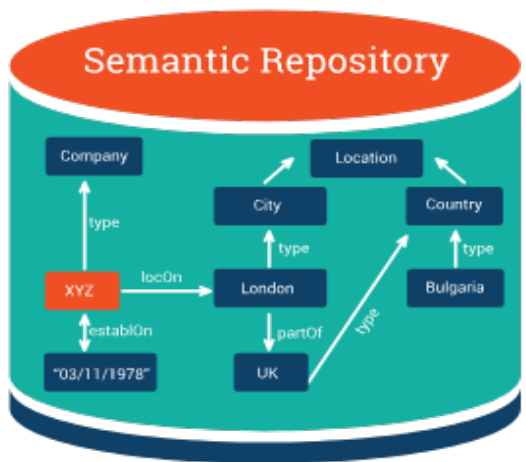 Semantic Repository
Company
Location
City
Country
type
type
type
XYZ
locOn
London
Bulgaria
establOn
partOf
type
"03/11/1978"
UK